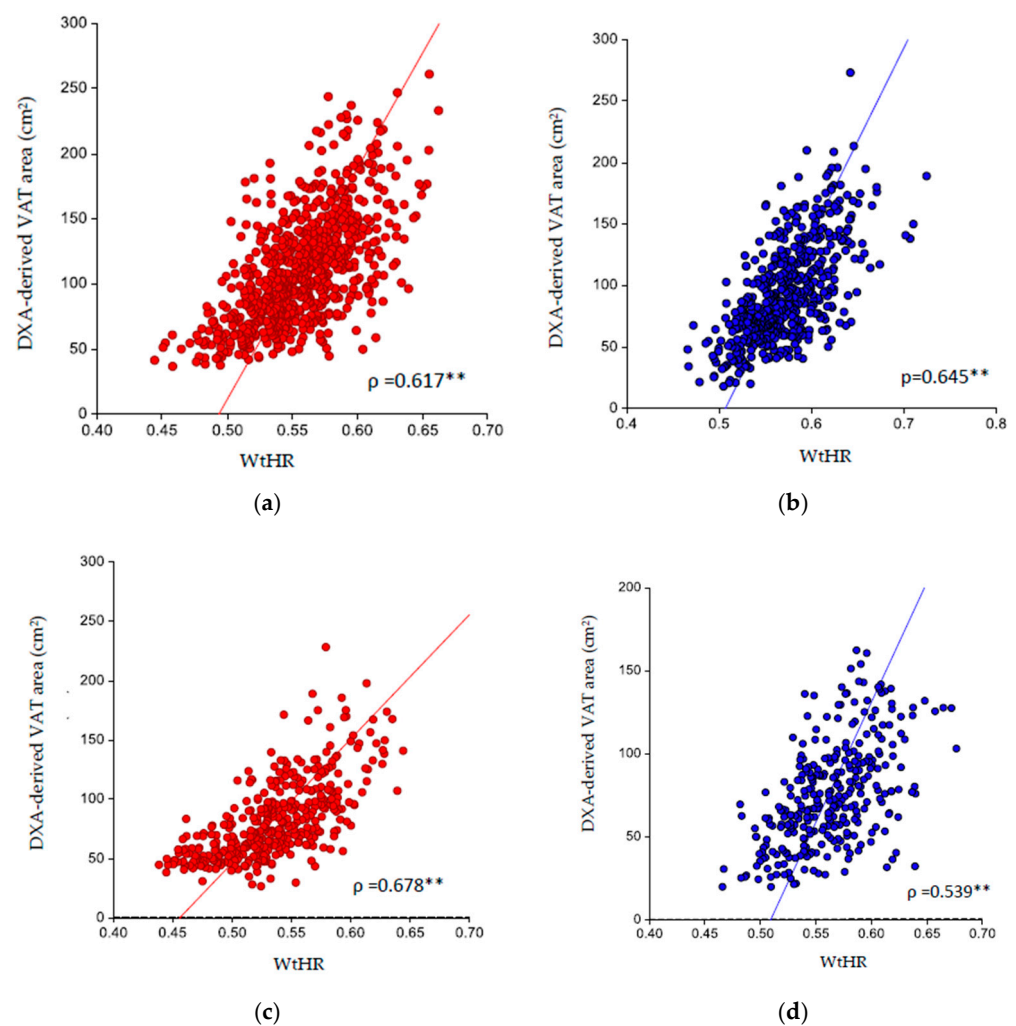 300
250
200
150
100
50
0
DXA-derived VAT area (cm²)
ρ =0.617**
0.40 0.45 0.50 0.55 0.60 0.65 0.70
WtHR
(a)
300
250
200
150
100
50
0
DXA-derived VAT area (cm²)
p=0.645**
0.4 0.5 0.6 0.7 0.8
WtHR
(b)
300
250
200
150
100
50
0
DXA-derived VAT area (cm²)
ρ =0.678**
0.40 0.45 0.50 0.55 0.60 0.65 0.70
WtHR
(c)
200
150
100
50
0
DXA-derived VAT area (cm²)
ρ =0.539**
0.40 0.45 0.50 0.55 0.60 0.65 0.70
WtHR
(d)